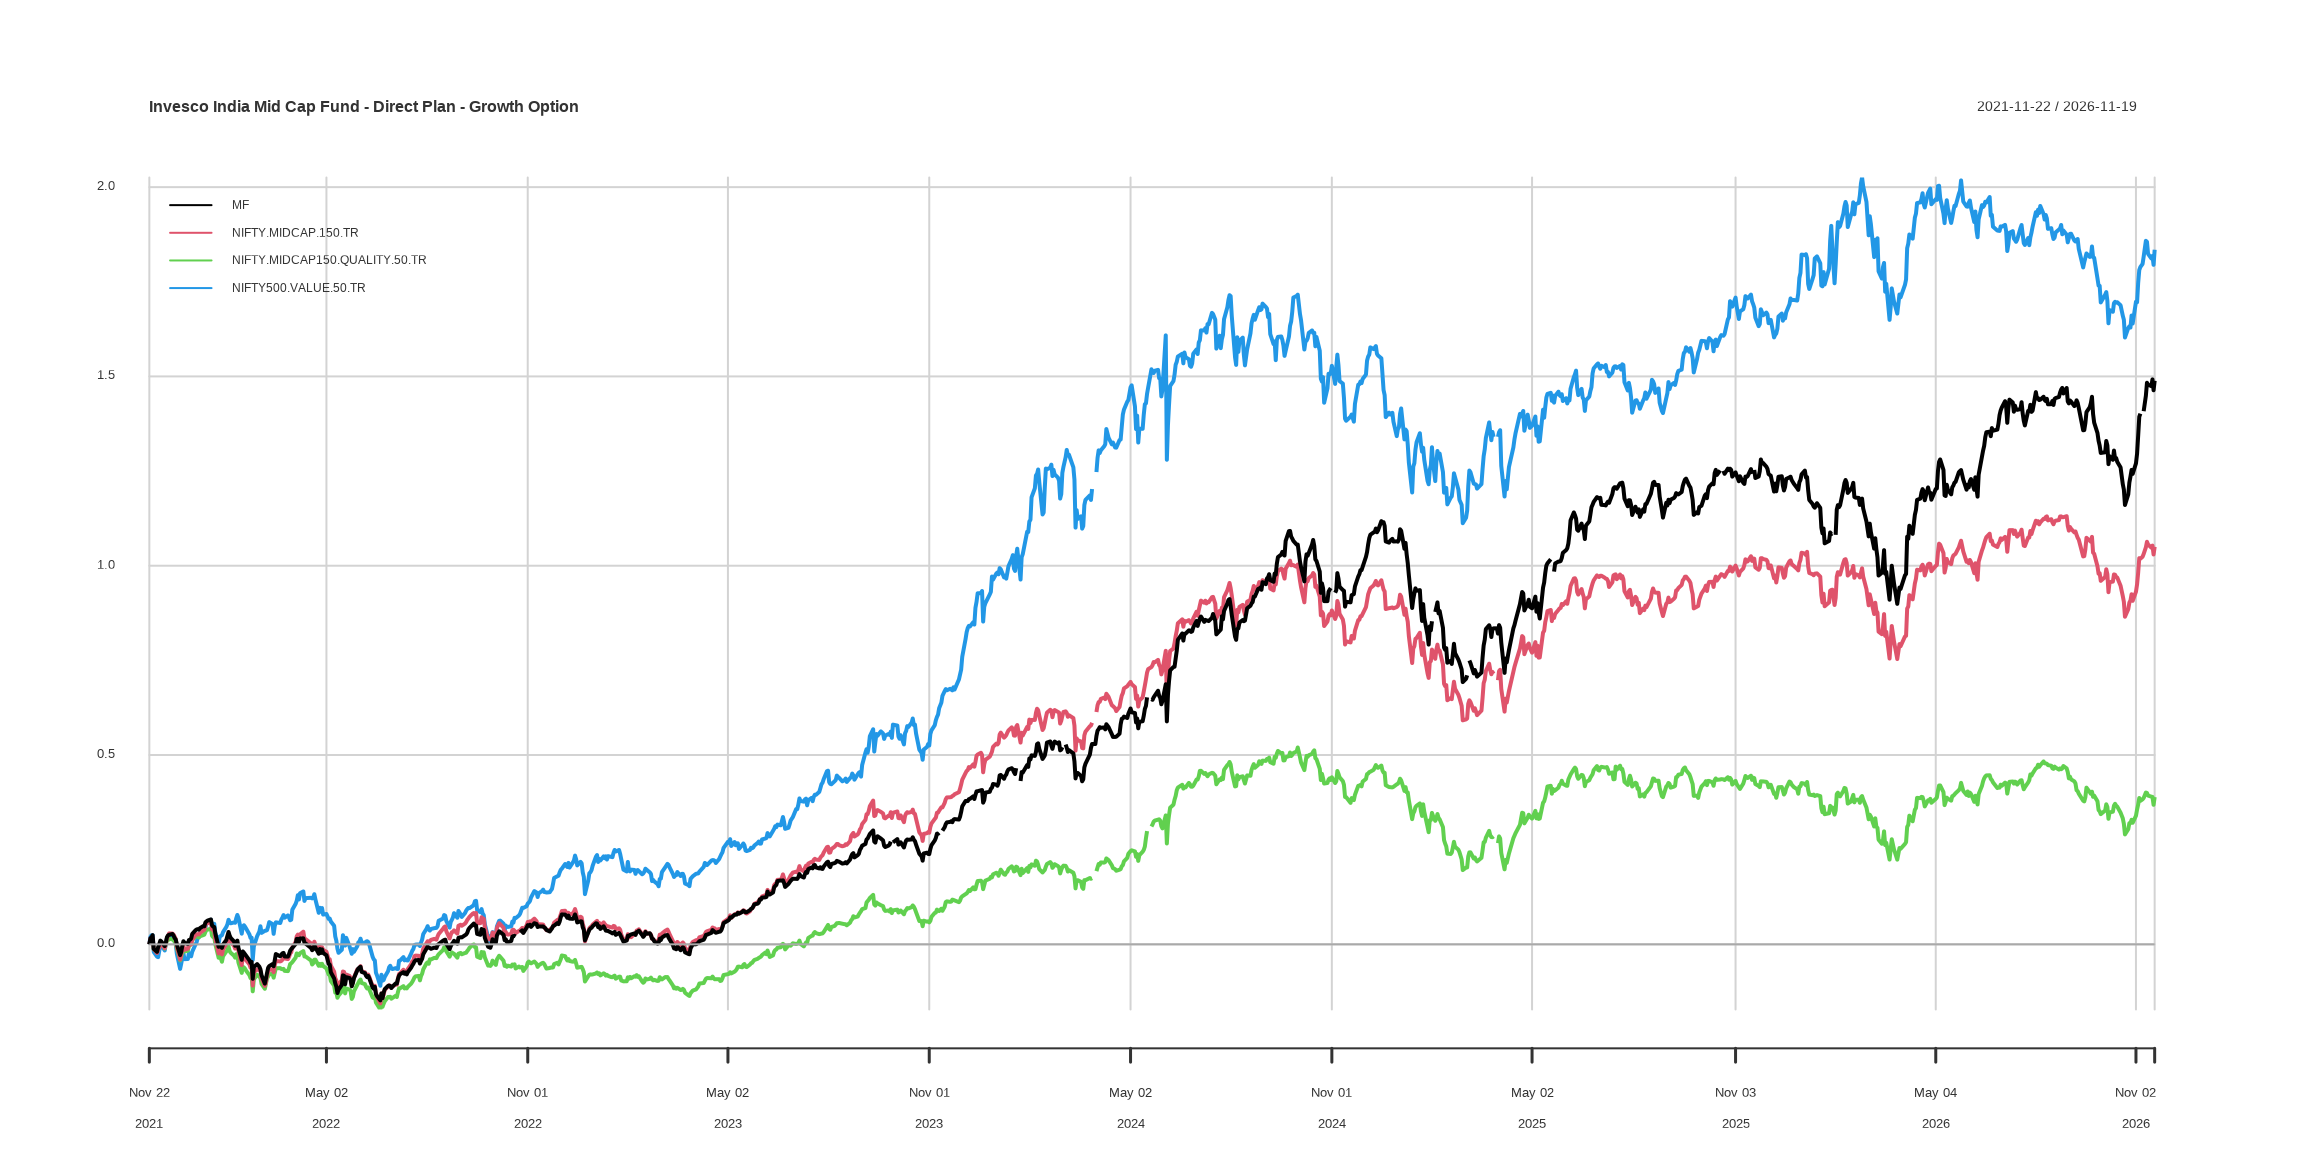 Invesco India Mid Cap Fund - Direct Plan - Growth Option
2021-11-22 / 2026-11-19
2.0
MF
NIFTY.MIDCAP.150.TR
NIFTY.MIDCAP150.QUALITY.50.TR
NIFTY500.VALUE.50.TR
1.5
1.0
0.5
0.0
Nov 22 May 02 Nov 01 May 02 Nov 01 May 02 Nov 01 May 02 Nov 03 May 04 Nov 02
2021 2022 2022 2023 2023 2024 2024 2025 2025 2026 2026